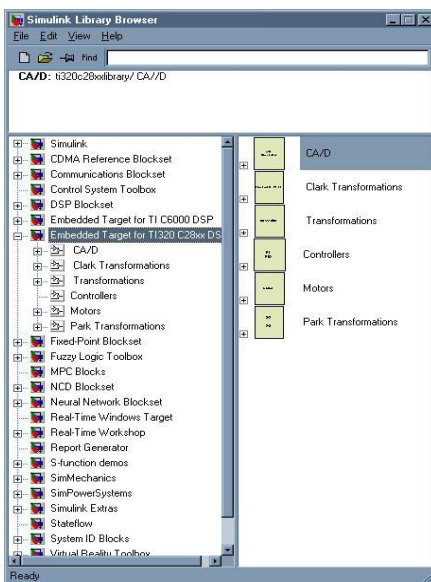 Simulink Library Browser
File Edit View Help
Find
CA/D: ti320c28xxlibrary/ CA//D
Simulink
CDMA Reference Blockset
Communications Blockset
Control System Toolbox
DSP Blockset
Embedded Target for TI C6000 DSP
Embedded Target for TI320 C28xx DS
CA/D
Clark Transformations
Transformations
Controllers
Motors
Park Transformations
Fixed-Point Blockset
Fuzzy Logic Toolbox
MPC Blocks
NCD Blockset
Neural Network Blockset
Real-Time Windows Target
Real-Time Workshop
Report Generator
S-function demos
SimMechanics
SimPowerSystems
Simulink Extras
Stateflow
System ID Blocks
Virtual Reality Toolbox
CA/D
Clark Transformations
Transformations
Controllers
Motors
Park Transformations
Ready